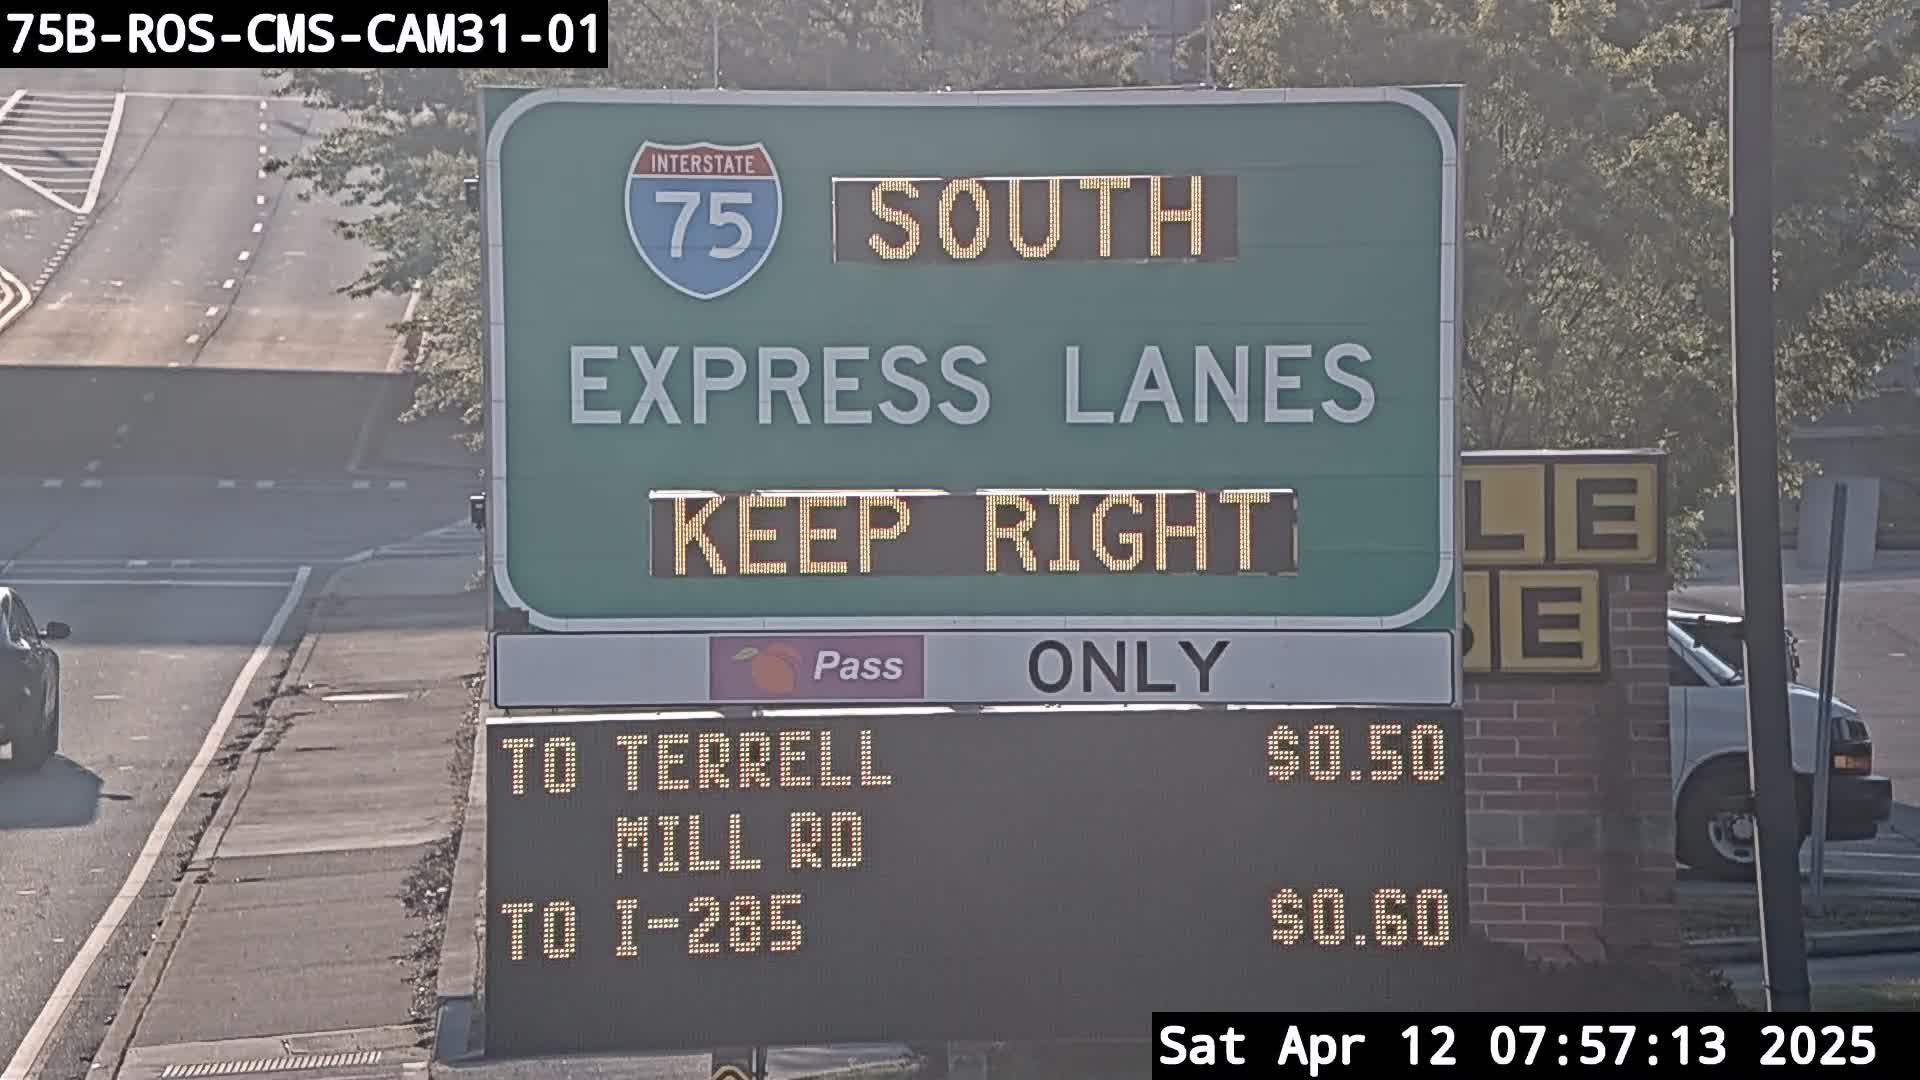 75B-ROS-CMS-CAM31-01
INTERSTATE
75
SOUTH
EXPRESS LANES
KEEP RIGHT
Pass ONLY
TO TERRELL $0.50
MILL RD
TO I-285 $0.60
LE
E
Sat Apr 12 07:57:13 2025